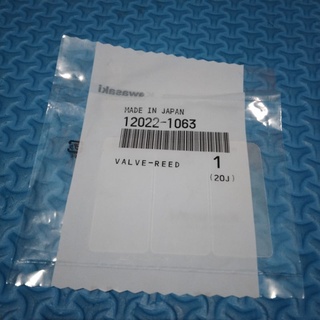 MADE IN JAPAN
12022-1063
VALVE-REED 1
(20J)